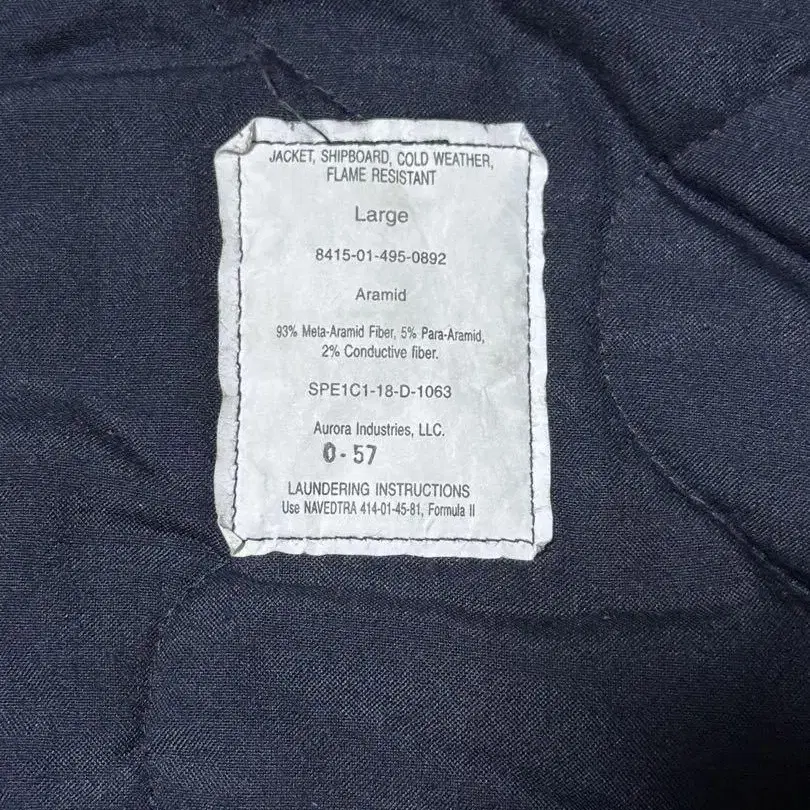 JACKET, SHIPBOARD, COLD WEATHER,
FLAME RESISTANT
Large
8415-01-495-0892
Aramid
93% Meta-Aramid Fiber, 5% Para-Aramid,
2% Conductive fiber.
SPE1C1-18-D-1063
Aurora Industries, LLC.
0-57
LAUNDERING INSTRUCTIONS
Use NAVEDTRA 414-01-45-81, Formula II